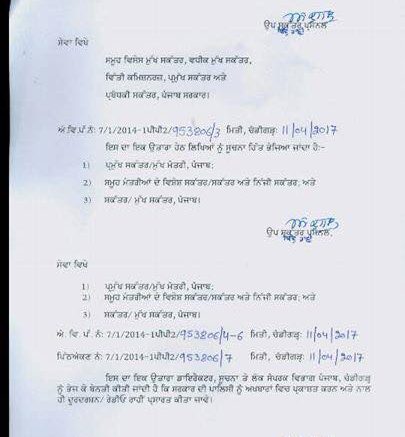 ਉਪ ਸਕੱਤਰ ਪ੍ਰਸੋਨਲ
ਸੇਵਾ ਵਿਖੇ
ਸਮੂਹ ਵਿਸ਼ੇਸ਼ ਮੁੱਖ ਸਕੱਤਰ, ਵਧੀਕ ਮੁੱਖ ਸਕੱਤਰ,
ਵਿੱਤੀ ਕਮਿਸ਼ਨਰਜ਼, ਪ੍ਰਮੁੱਖ ਸਕੱਤਰ ਅਤੇ
ਪ੍ਰਬੰਧਕੀ ਸਕੱਤਰ, ਪੰਜਾਬ ਸਰਕਾਰ।
ਅੰ.ਵਿ.ਪ.ਨੰ: 7/1/2014-1ਪੀਪੀ2/953806/3 ਮਿਤੀ, ਚੰਡੀਗੜ੍ਹ: 11/04/2017
ਇਸ ਦਾ ਇਕ ਉਤਾਰਾ ਹੇਠ ਲਿਖਿਆਂ ਨੂੰ ਸੂਚਨਾ ਹਿੱਤ ਭੇਜਿਆ ਜਾਂਦਾ ਹੈ:-
1) ਪ੍ਰਮੁੱਖ ਸਕੱਤਰ/ਮੁੱਖ ਮੰਤਰੀ, ਪੰਜਾਬ;
2) ਸਮੂਹ ਮੰਤਰੀਆਂ ਦੇ ਵਿਸ਼ੇਸ਼ ਸਕੱਤਰ/ਸਕੱਤਰ ਅਤੇ ਨਿੱਜੀ ਸਕੱਤਰ; ਅਤੇ
3) ਸਕੱਤਰ/ ਮੁੱਖ ਸਕੱਤਰ, ਪੰਜਾਬ।
ਉਪ ਸਕੱਤਰ ਪ੍ਰਸੋਨਲ,
ਸੇਵਾ ਵਿਖੇ
1) ਪ੍ਰਮੁੱਖ ਸਕੱਤਰ/ਮੁੱਖ ਮੰਤਰੀ, ਪੰਜਾਬ;
2) ਸਮੂਹ ਮੰਤਰੀਆਂ ਦੇ ਵਿਸ਼ੇਸ਼ ਸਕੱਤਰ/ਸਕੱਤਰ ਅਤੇ ਨਿੱਜੀ ਸਕੱਤਰ; ਅਤੇ
3) ਸਕੱਤਰ/ ਮੁੱਖ ਸਕੱਤਰ, ਪੰਜਾਬ।
ਅੰ. ਵਿ. ਪ. ਨੰ: 7/1/2014-1ਪੀਪੀ2/953806/4-6 ਮਿਤੀ, ਚੰਡੀਗੜ੍ਹ: 11/04/2017
ਪਿੱਠਅੰਕਣ ਨੰ: 7/1/2014-1ਪੀਪੀ2/953806/7 ਮਿਤੀ, ਚੰਡੀਗੜ੍ਹ: 11/04/2017
ਇਸ ਦਾ ਇਕ ਉਤਾਰਾ ਡਾਇਰੈਕਟਰ, ਸੂਚਨਾ ਤੇ ਲੋਕ ਸੰਪਰਕ ਵਿਭਾਗ ਪੰਜਾਬ, ਚੰਡੀਗੜ੍ਹ
ਨੂੰ ਭੇਜ ਕੇ ਬੇਨਤੀ ਕੀਤੀ ਜਾਂਦੀ ਹੈ ਕਿ ਸਰਕਾਰ ਦੀ ਪਾਲਿਸੀ ਨੂੰ ਅਖਬਾਰਾਂ ਵਿਚ ਪ੍ਰਕਾਸ਼ਤ ਕਰਨ ਅਤੇ ਨਾਲ
ਹੀ ਦੂਰਦਰਸ਼ਨ/ ਰੇਡੀਓ ਰਾਹੀਂ ਪ੍ਰਸਾਰਤ ਕੀਤਾ ਜਾਵੇ।